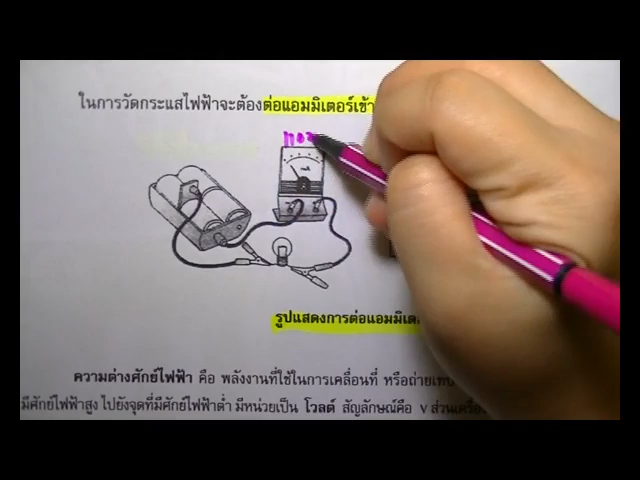 ในการวัดกระแสไฟฟ้าจะต้องต่อแอมมิเตอร์เข้า
mA
รูปแสดงการต่อแอมมิเตอ
ความต่างศักย์ไฟฟ้า คือ พลังงานที่ใช้ในการเคลื่อนที่ หรือถ่ายเท
มีศักย์ไฟฟ้าสูง ไปยังจุดที่มีศักย์ไฟฟ้าต่ำ มีหน่วยเป็น โวลต์ สัญลักษณ์คือ v ส่วนเครื่อง